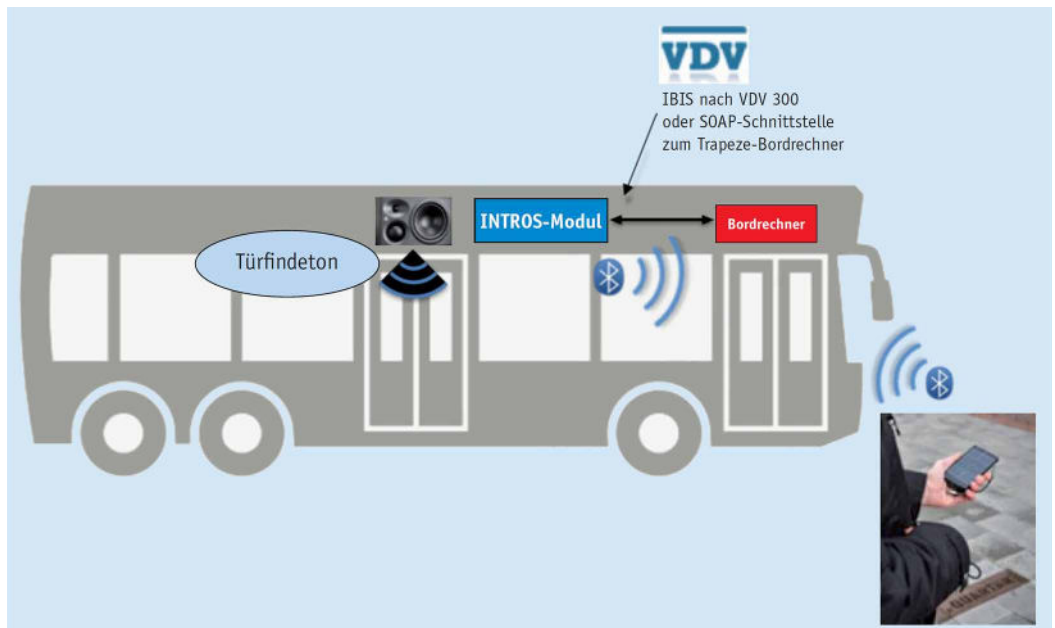 VDV
IBIS nach VDV 300
oder SOAP-Schnittstelle
zum Trapeze-Bordrechner
INTROS-Modul
Bordrechner
Türfindeton